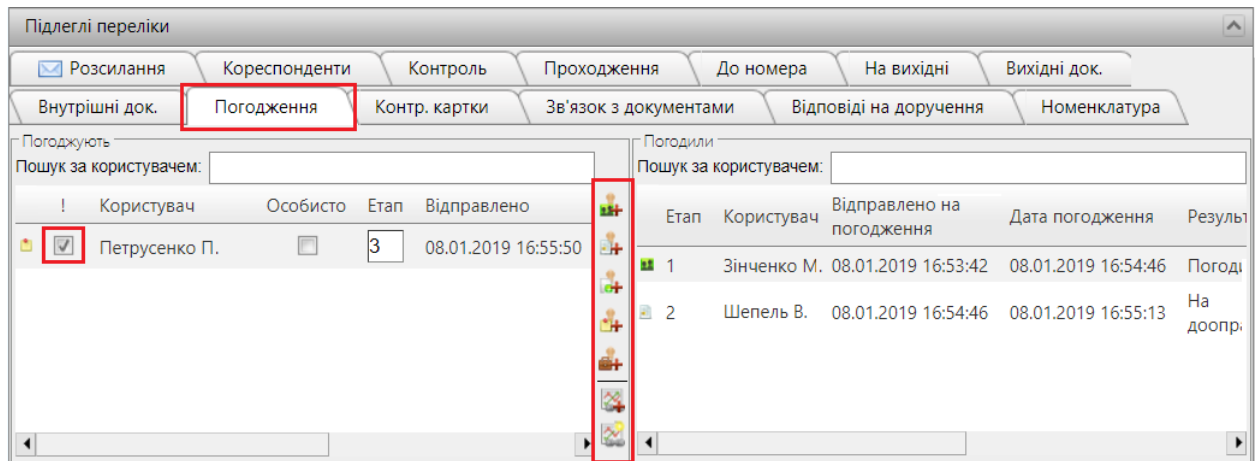 Підлеглі переліки
Розсилання Кореспонденти Контроль Проходження До номера На вихідні Вихідні док.
Внутрішні док. Погодження Контр. картки Зв'язок з документами Відповіді на доручення Номенклатура
Погоджують
Пошук за користувачем:
! Користувач Особисто Етап Відправлено
Петрусенко П. 3 08.01.2019 16:55:50
Погодили
Пошук за користувачем:
Етап Користувач Відправлено на погодження Дата погодження Результ
1 Зінченко М. 08.01.2019 16:53:42 08.01.2019 16:54:46 Погоди
2 Шепель В. 08.01.2019 16:54:46 08.01.2019 16:55:13 На
доопра